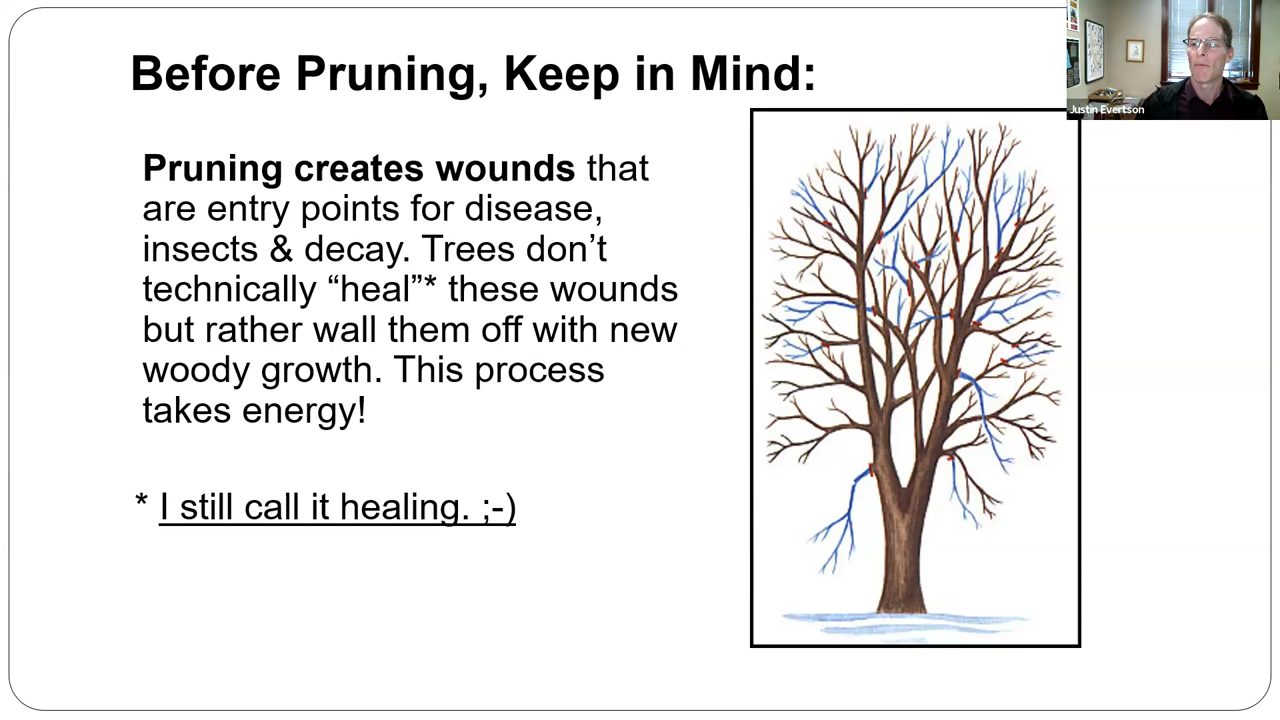 Before Pruning, Keep in Mind:
Justin Evertson
Pruning creates wounds that
are entry points for disease,
insects & decay. Trees don’t
technically “heal”* these wounds
but rather wall them off with new
woody growth. This process
takes energy!
* I still call it healing. ;-)